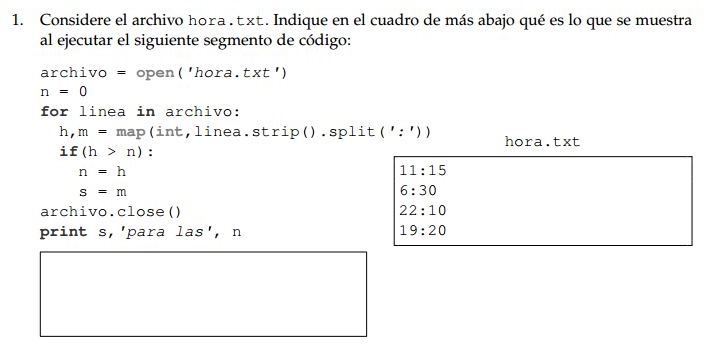 1. Considere el archivo hora.txt. Indique en el cuadro de más abajo qué es lo que se muestra
al ejecutar el siguiente segmento de código:
archivo = open('hora.txt')
n = 0
for linea in archivo:
h,m = map(int,linea.strip().split(':'))
if(h > n):
n = h
s = m
archivo.close()
print s,'para las', n
hora.txt
11:15
6:30
22:10
19:20